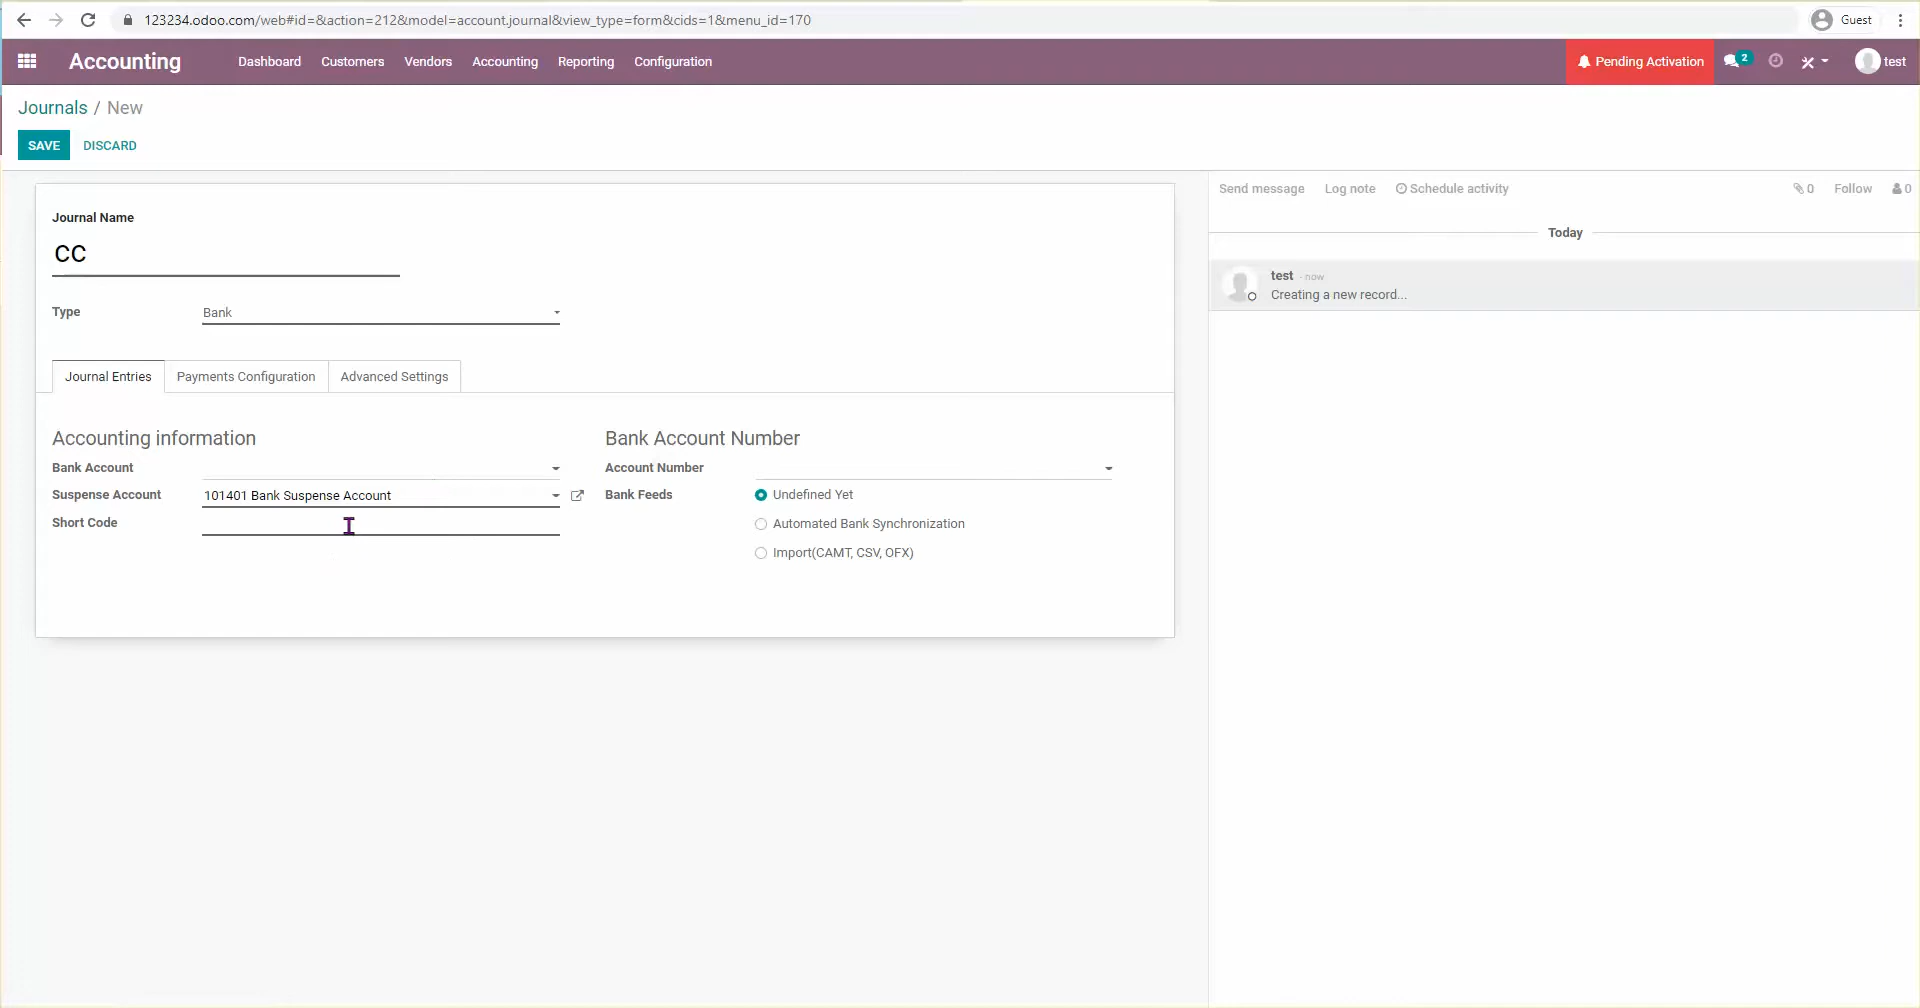 123234.odoo.com/web#id=&action=212&model=account.journal&view_type=form&cids=1&menu_id=170
Guest
Accounting
Dashboard
Customers
Vendors
Accounting
Reporting
Configuration
Pending Activation
2
test
Journals / New
SAVE
DISCARD
Send message
Log note
Schedule activity
0
Follow
0
Today
test - now
Creating a new record...
Journal Name
CC
Type
Bank
Journal Entries
Payments Configuration
Advanced Settings
Accounting information
Bank Account
Suspense Account
101401 Bank Suspense Account
Short Code
Bank Account Number
Account Number
Bank Feeds
Undefined Yet
Automated Bank Synchronization
Import(CAMT, CSV, OFX)